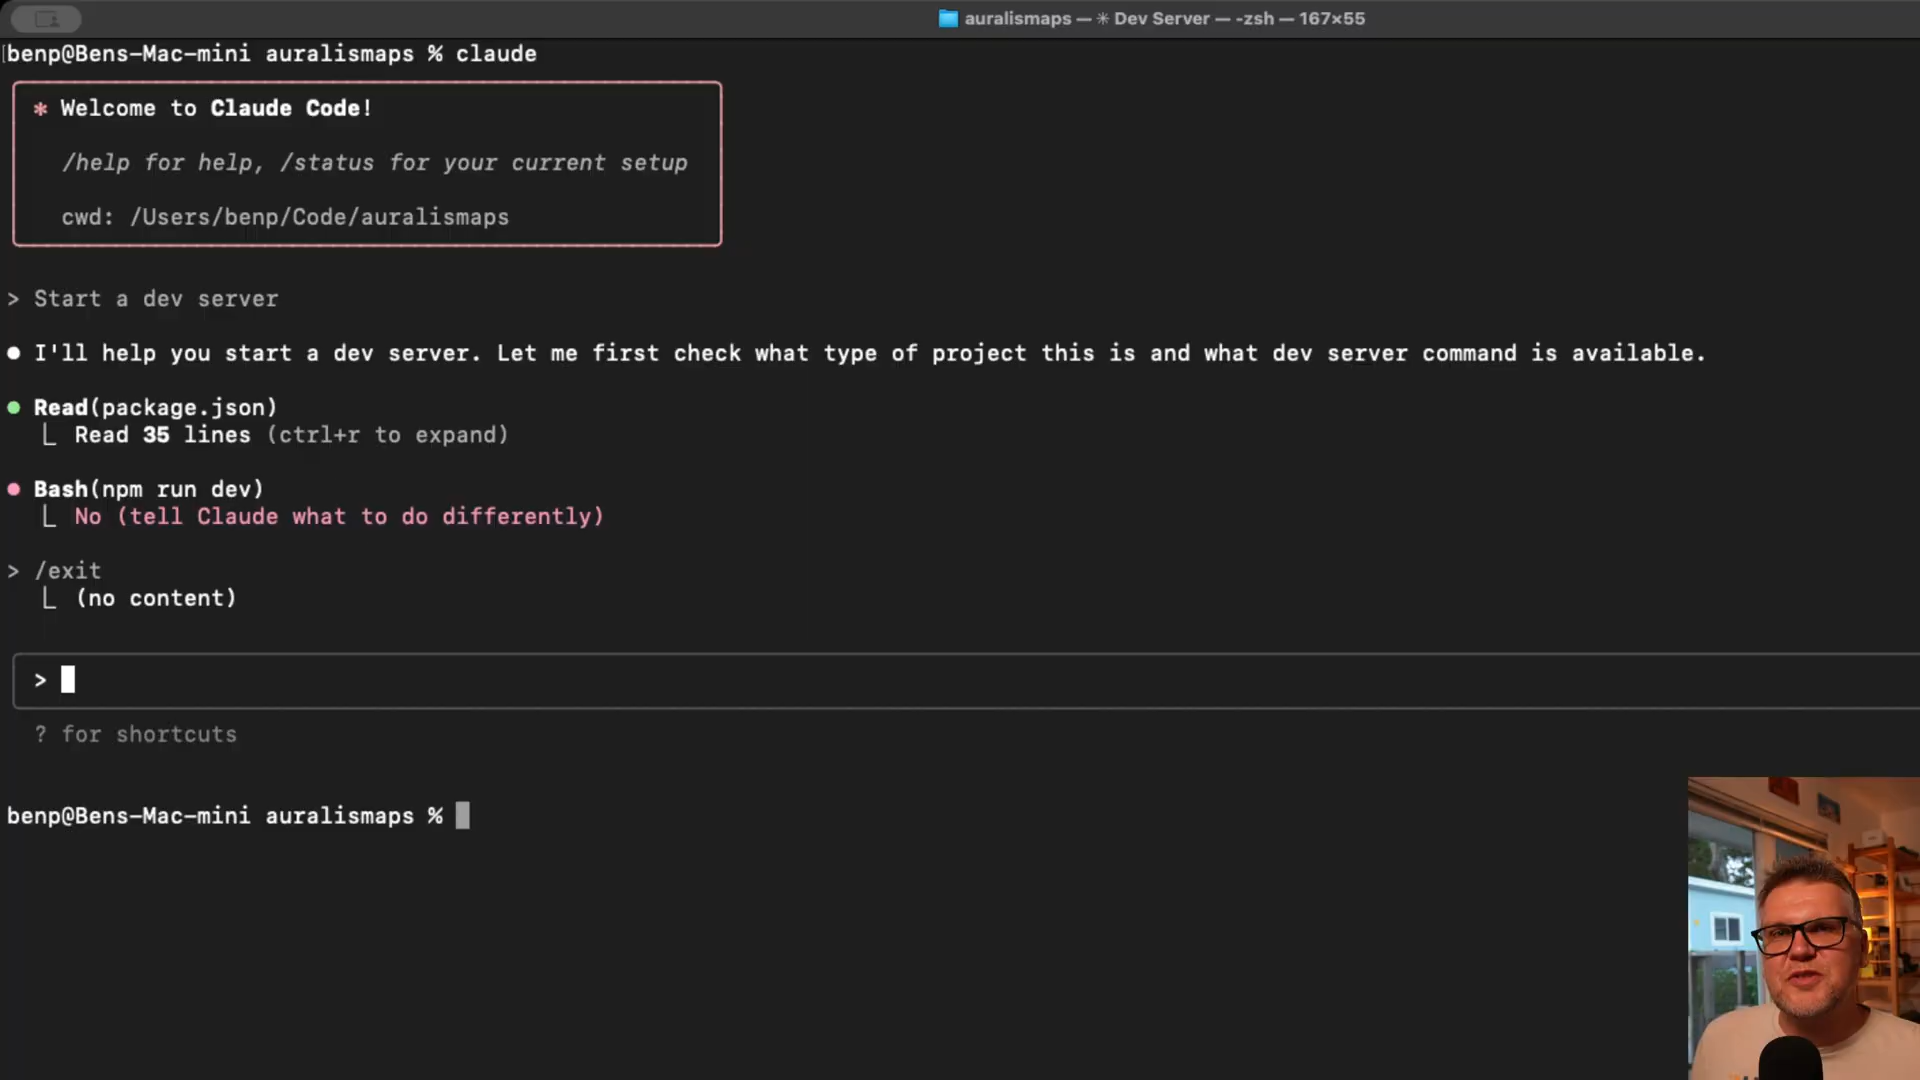 auralismaps — ✳ Dev Server — -zsh — 167×55
benp@Bens-Mac-mini auralismaps % claude
* Welcome to Claude Code!
/help for help, /status for your current setup
cwd: /Users/benp/Code/auralismaps
> Start a dev server
● I'll help you start a dev server. Let me first check what type of project this is and what dev server command is available.
● Read(package.json)
⎿ Read 35 lines (ctrl+r to expand)
● Bash(npm run dev)
⎿ No (tell Claude what to do differently)
> /exit
⎿ (no content)
>
? for shortcuts
benp@Bens-Mac-mini auralismaps %